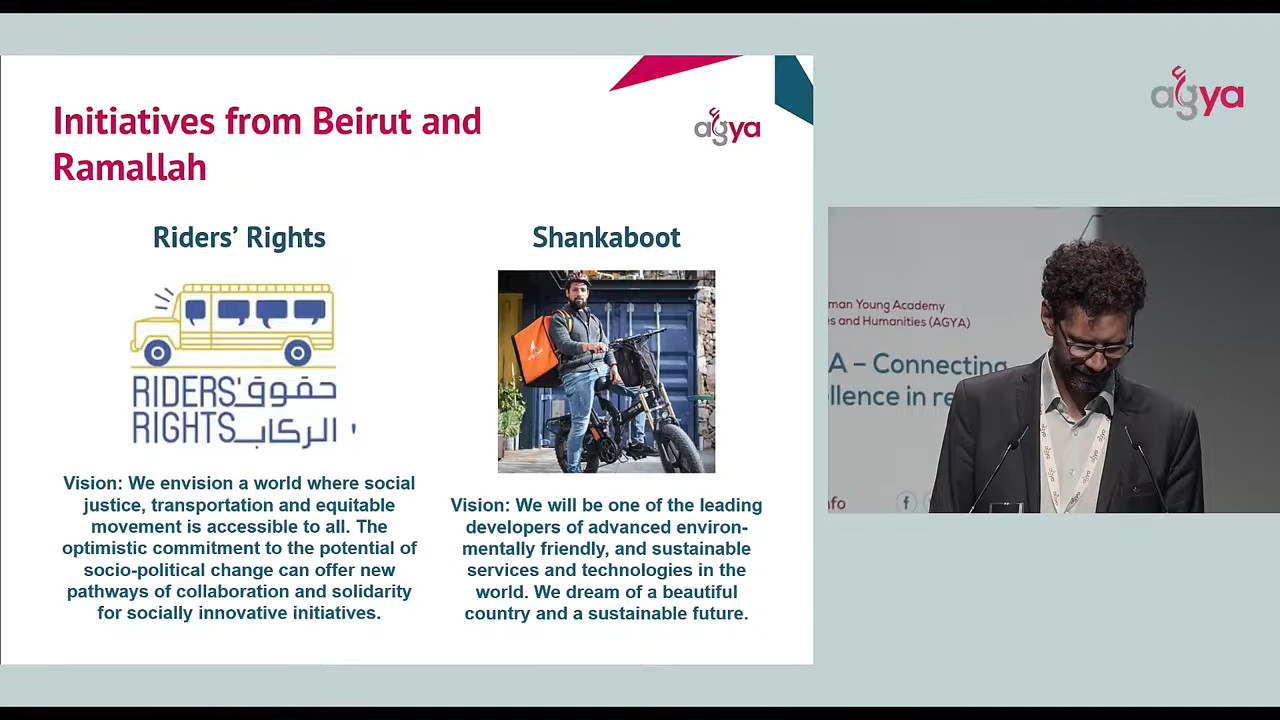 Initiatives from Beirut and
Ramallah
agya
Riders' Rights
RIDERS' حقوق
RIGHTS الركاب
Vision: We envision a world where social
justice, transportation and equitable
movement is accessible to all. The
optimistic commitment to the potential of
socio-political change can offer new
pathways of collaboration and solidarity
for socially innovative initiatives.
Shankaboot
Vision: We will be one of the leading
developers of advanced environ-
mentally friendly, and sustainable
services and technologies in the
world. We dream of a beautiful
country and a sustainable future.
agya
man Young Academy
es and Humanities (AGYA)
A – Connecting
llence in re
nfo
agya